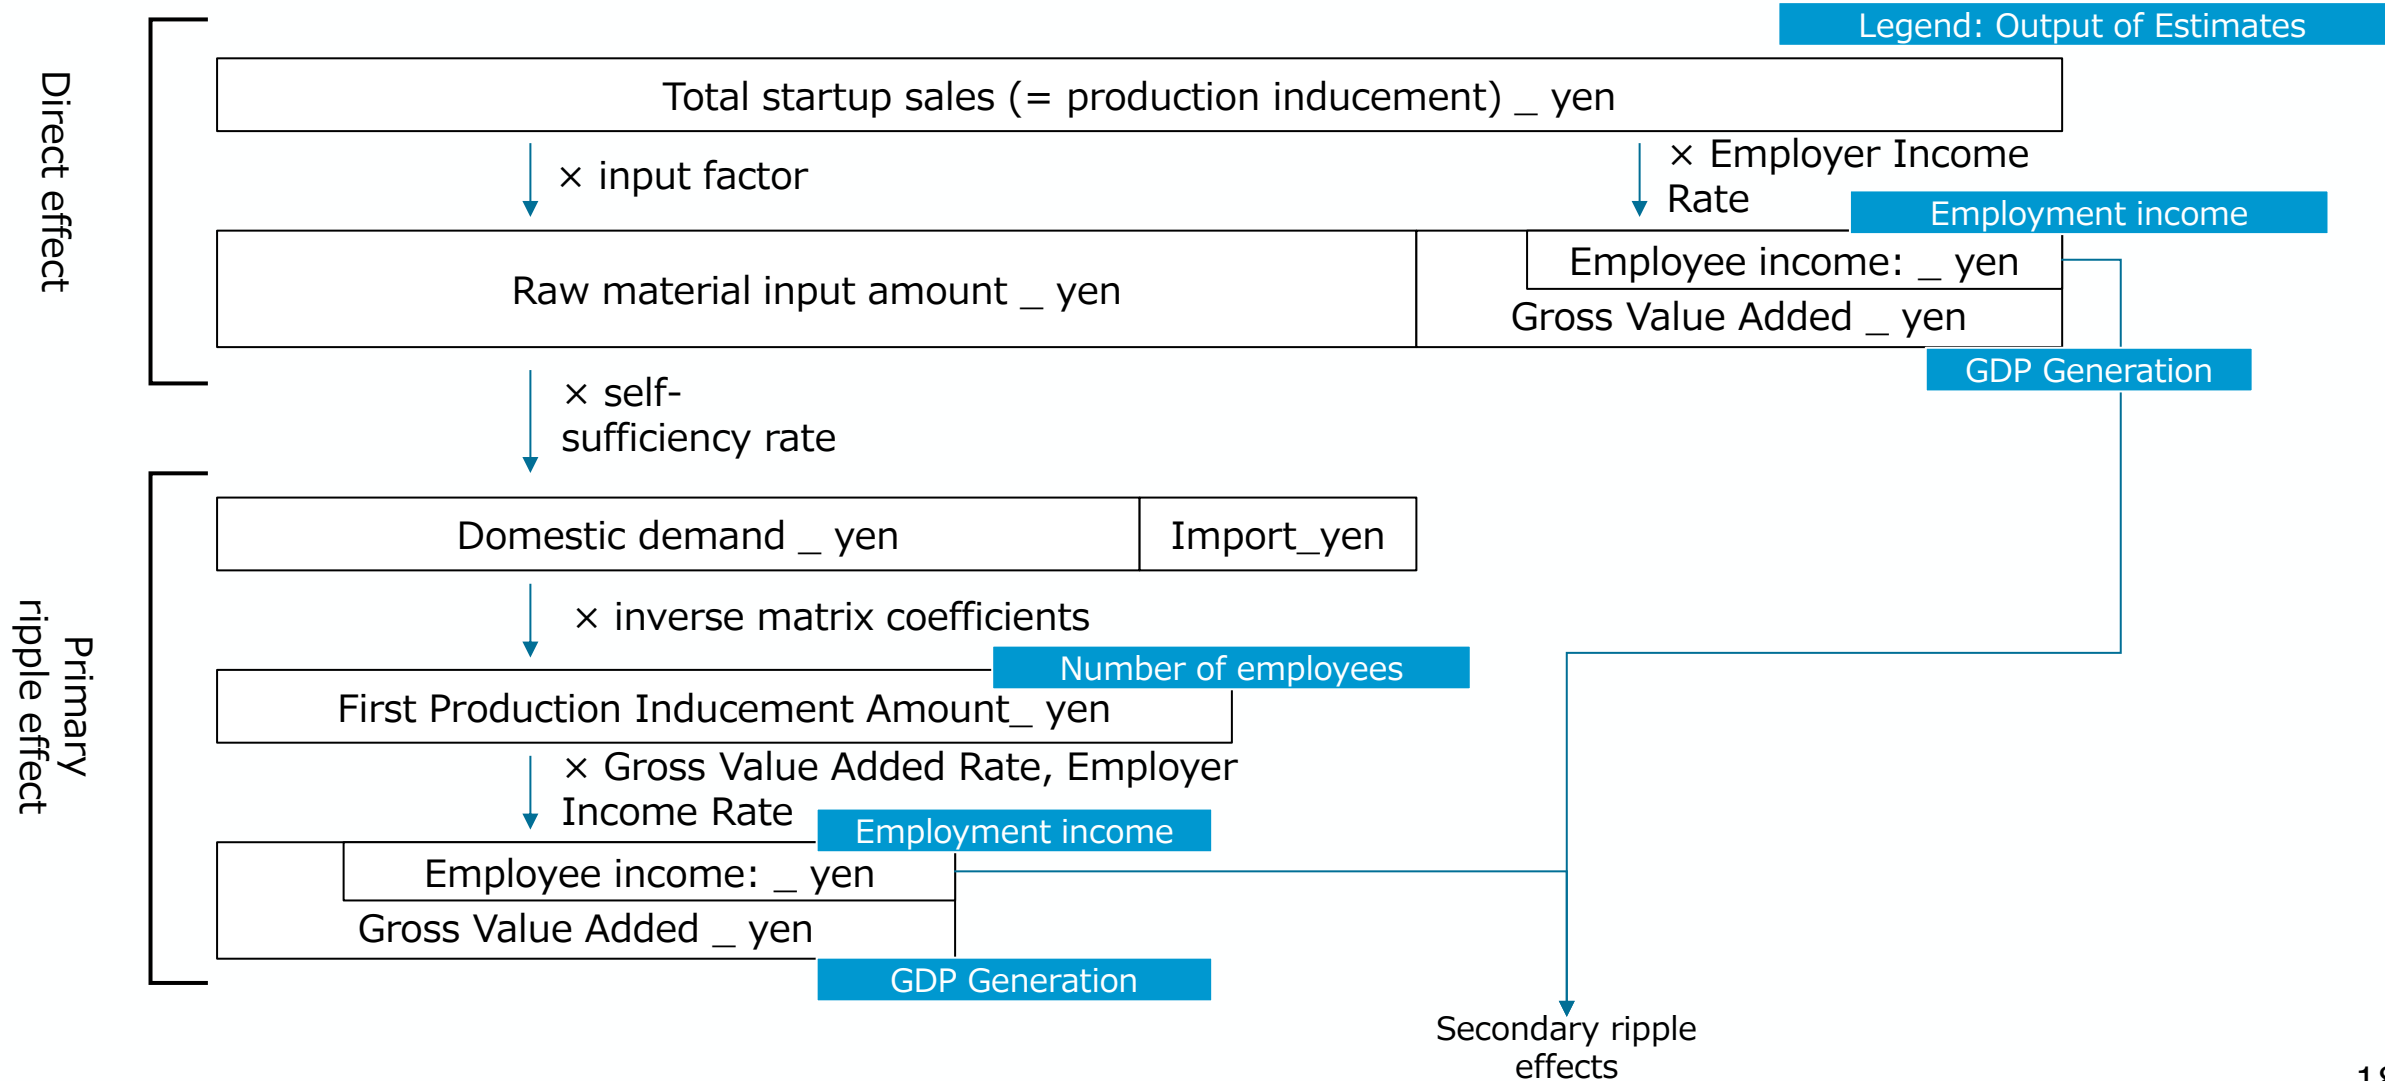 Legend: Output of Estimates
Direct effect
Total startup sales (= production inducement) _ yen
× input factor
× Employer Income
Rate
Employment income
Raw material input amount _ yen
Employee income: _ yen
Gross Value Added _ yen
GDP Generation
× self-
sufficiency rate
Primary
ripple effect
Domestic demand _ yen
Import_yen
× inverse matrix coefficients
Number of employees
First Production Inducement Amount_ yen
× Gross Value Added Rate, Employer
Income Rate
Employment income
Employee income: _ yen
Gross Value Added _ yen
GDP Generation
Secondary ripple
effects